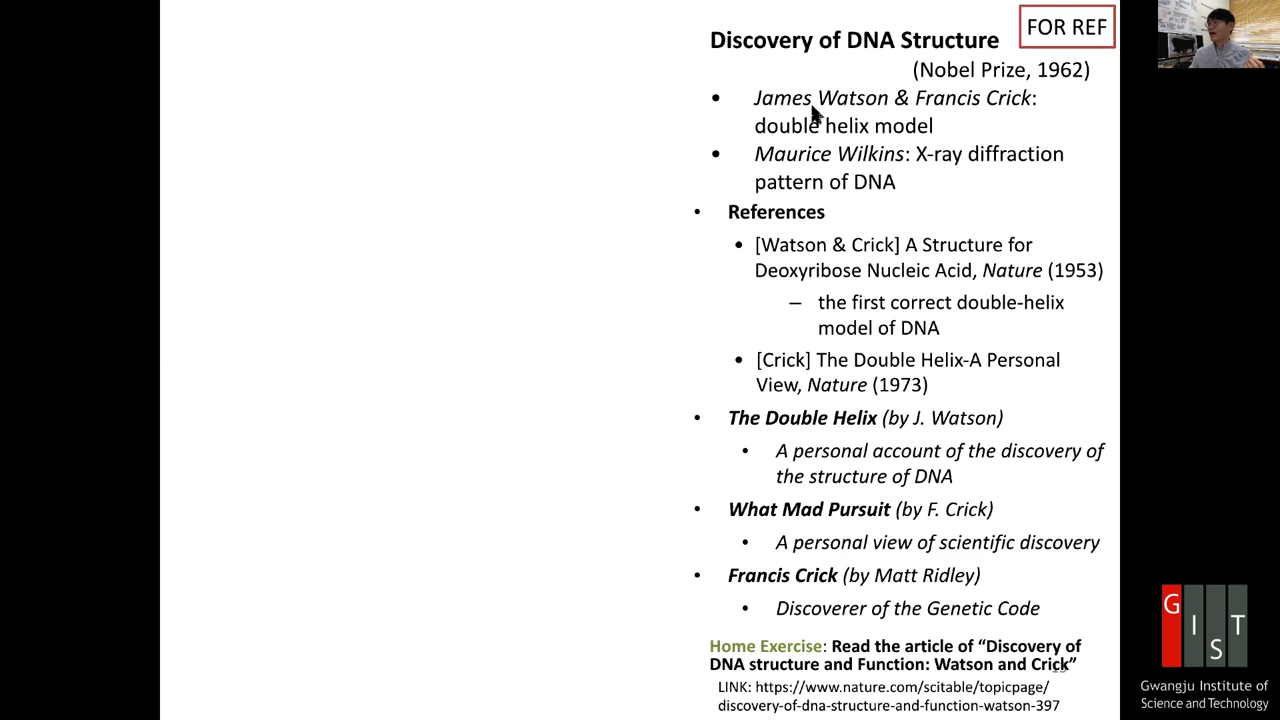 FOR REF
Discovery of DNA Structure
(Nobel Prize, 1962)
• James Watson & Francis Crick:
double helix model
• Maurice Wilkins: X-ray diffraction
pattern of DNA
• References
• [Watson & Crick] A Structure for
Deoxyribose Nucleic Acid, Nature (1953)
– the first correct double-helix
model of DNA
• [Crick] The Double Helix-A Personal
View, Nature (1973)
• The Double Helix (by J. Watson)
• A personal account of the discovery of
the structure of DNA
• What Mad Pursuit (by F. Crick)
• A personal view of scientific discovery
• Francis Crick (by Matt Ridley)
• Discoverer of the Genetic Code
Home Exercise: Read the article of “Discovery of
DNA structure and Function: Watson and Crick”
LINK: https://www.nature.com/scitable/topicpage/
discovery-of-dna-structure-and-function-watson-397
GIST
Gwangju Institute of
Science and Technology